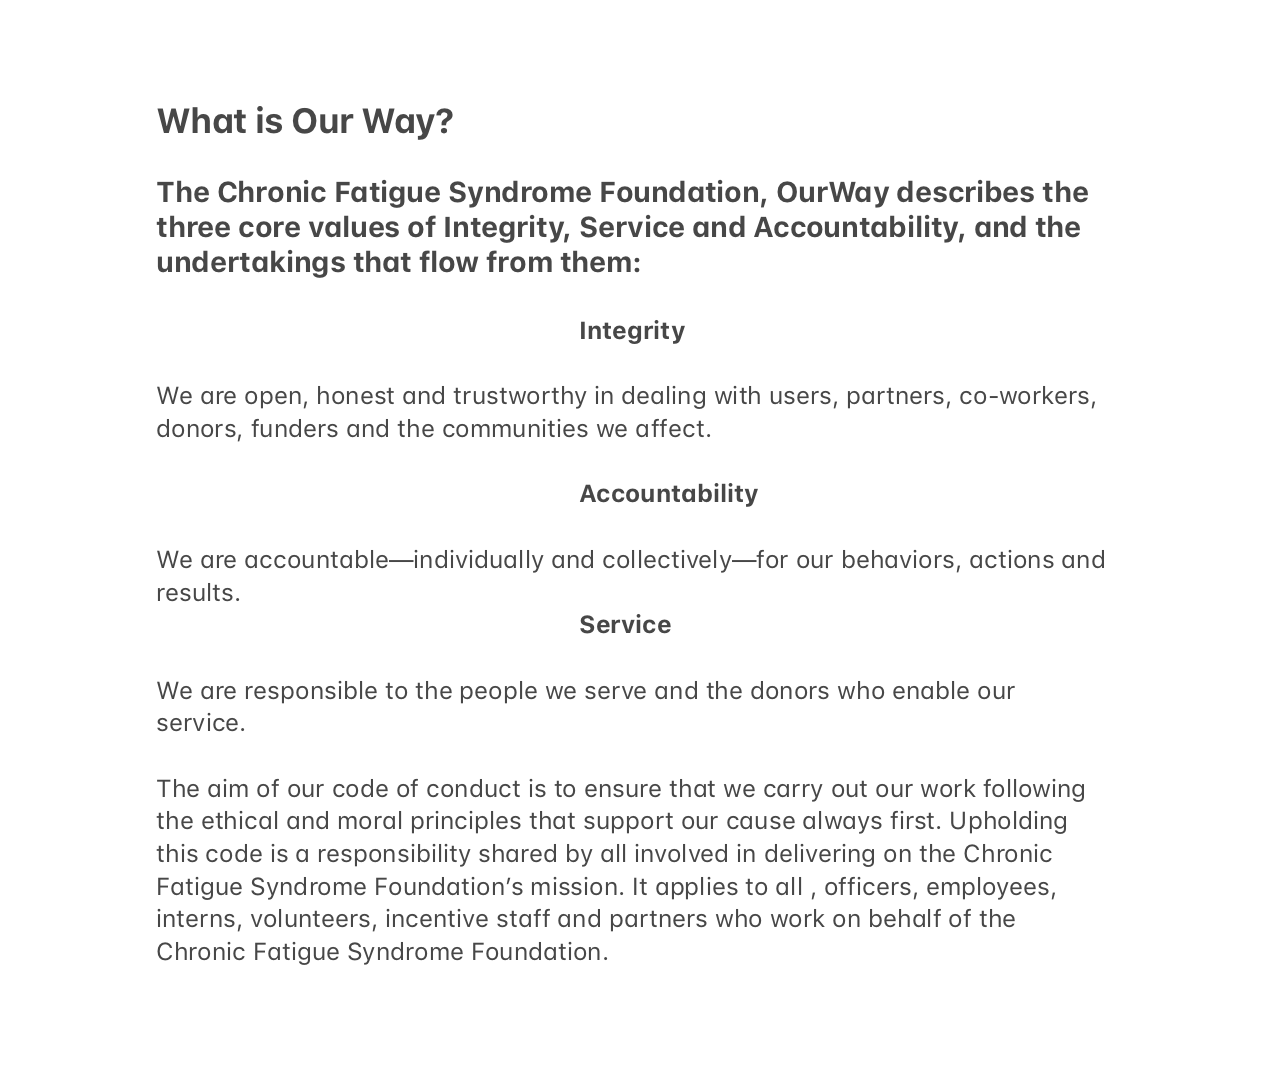 What is Our Way?
The Chronic Fatigue Syndrome Foundation, OurWay describes the
three core values of Integrity, Service and Accountability, and the
undertakings that flow from them:
Integrity
We are open, honest and trustworthy in dealing with users, partners, co-workers,
donors, funders and the communities we affect.
Accountability
We are accountable—individually and collectively—for our behaviors, actions and
results.
Service
We are responsible to the people we serve and the donors who enable our
service.
The aim of our code of conduct is to ensure that we carry out our work following
the ethical and moral principles that support our cause always first. Upholding
this code is a responsibility shared by all involved in delivering on the Chronic
Fatigue Syndrome Foundation’s mission. It applies to all , officers, employees,
interns, volunteers, incentive staff and partners who work on behalf of the
Chronic Fatigue Syndrome Foundation.